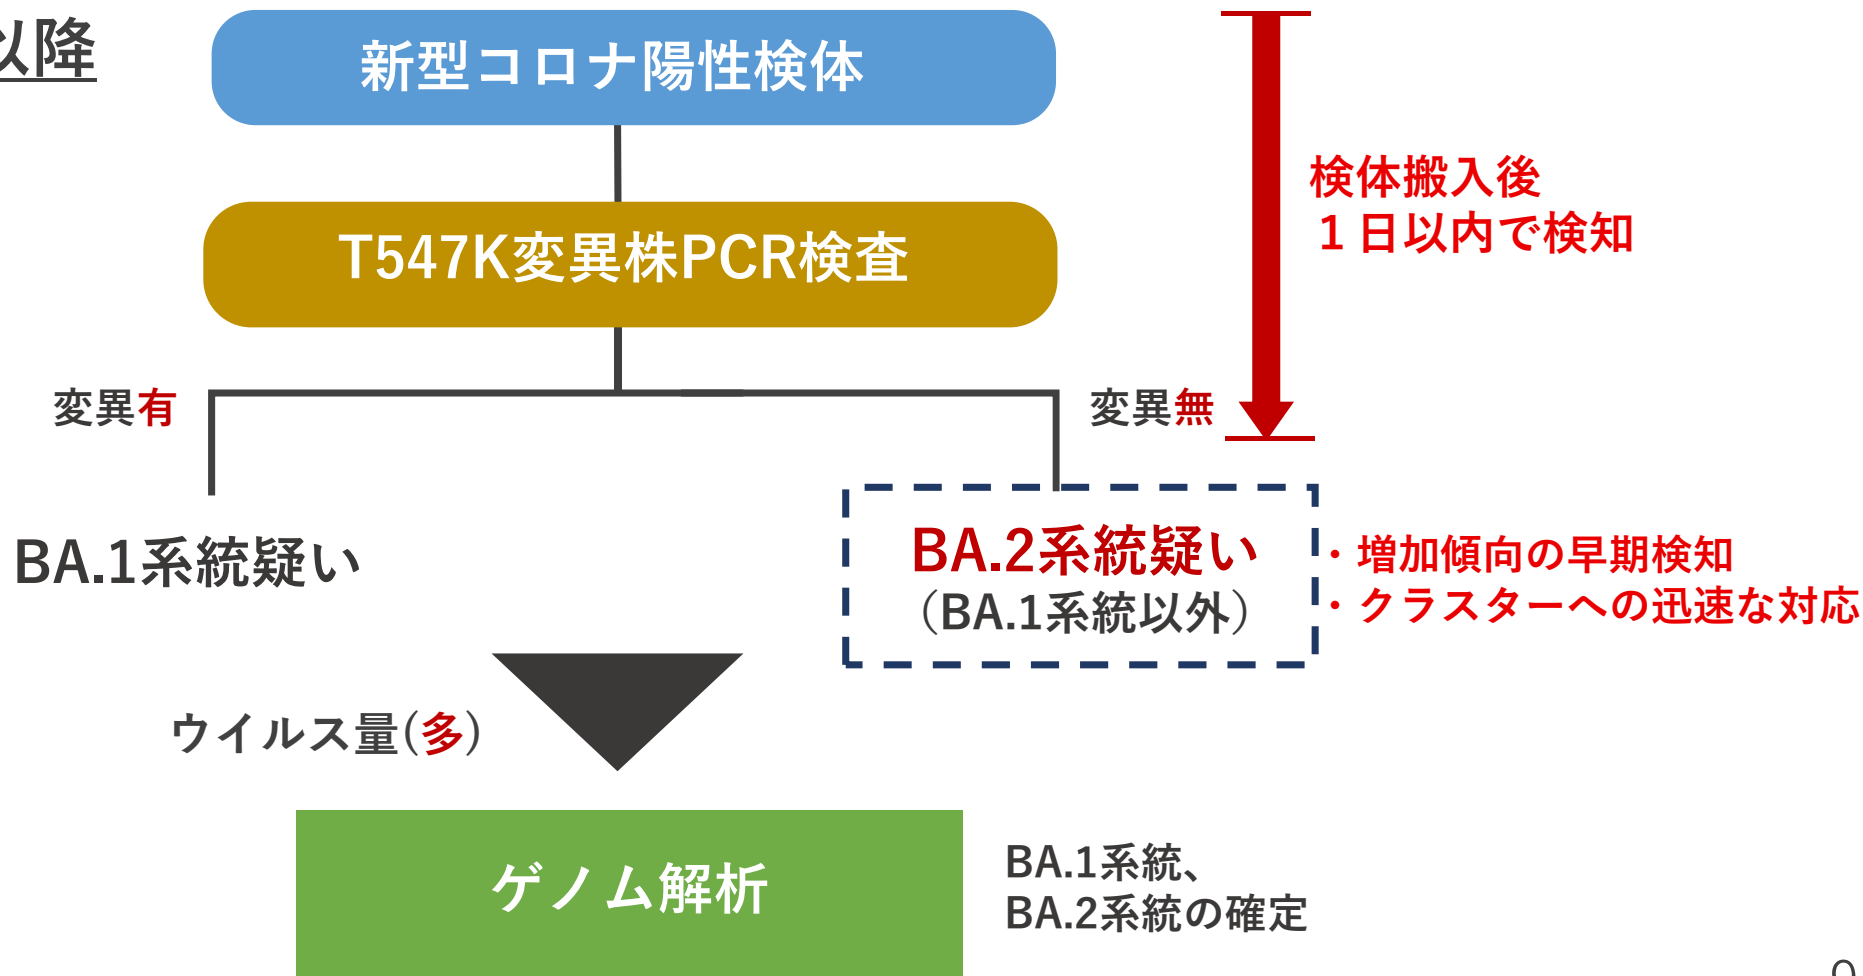 以降
新型コロナ陽性検体
検体搬入後
１日以内で検知
T547K変異株PCR検査
変異有
変異無
BA.1系統疑い
BA.2系統疑い
（BA.1系統以外）
・増加傾向の早期検知
・クラスターへの迅速な対応
ウイルス量(多)
ゲノム解析
BA.1系統、
BA.2系統の確定